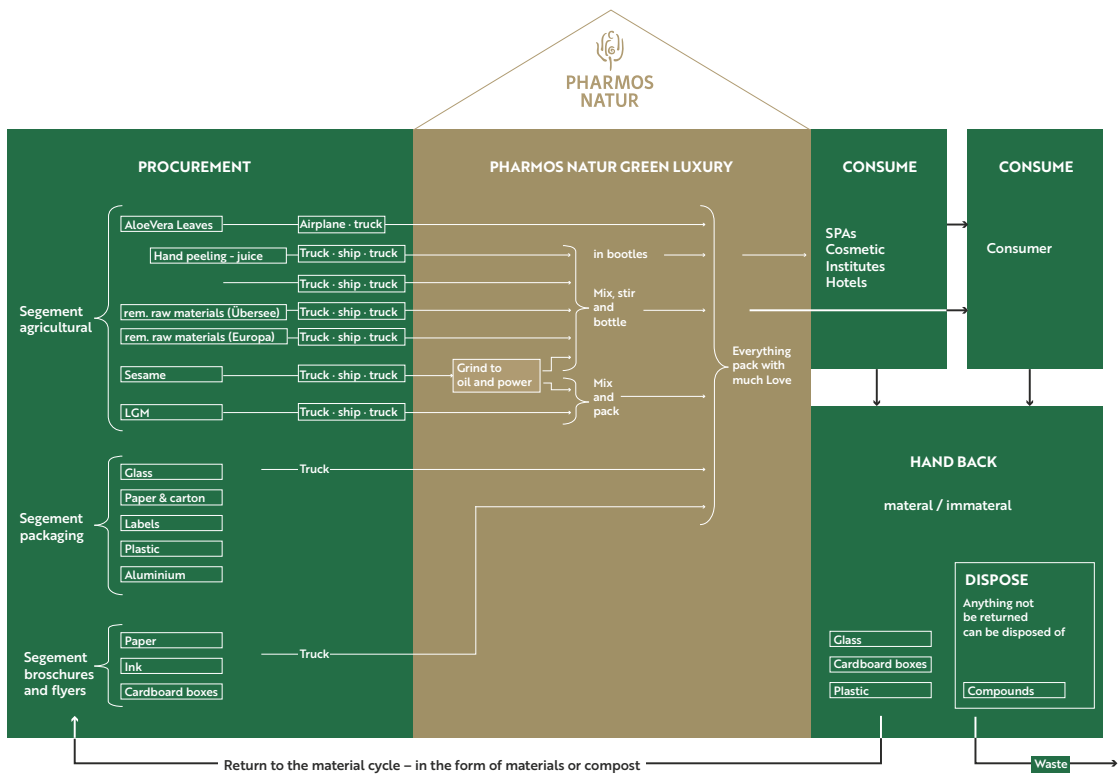 PHARMOS
NATUR
PROCUREMENT
PHARMOS NATUR GREEN LUXURY
CONSUME
CONSUME
Segement
agricultural
AloeVera Leaves
Airplane · truck
Hand peeling - juice
Truck · ship · truck
Truck · ship · truck
rem. raw materials (Übersee)
Truck · ship · truck
rem. raw materials (Europa)
Truck · ship · truck
Sesame
Truck · ship · truck
LGM
Truck · ship · truck
Grind to
oil and power
in bootles
Mix, stir
and
bottle
Mix
and
pack
Everything
pack with
much Love
SPAs
Cosmetic
Institutes
Hotels
Consumer
Segement
packaging
Glass
Paper & carton
Labels
Plastic
Aluminium
Truck
Segement
broschures
and flyers
Paper
Ink
Cardboard boxes
Truck
HAND BACK
materal / immateral
Glass
Cardboard boxes
Plastic
DISPOSE
Anything not
be returned
can be disposed of
Compounds
Return to the material cycle – in the form of materials or compost
Waste